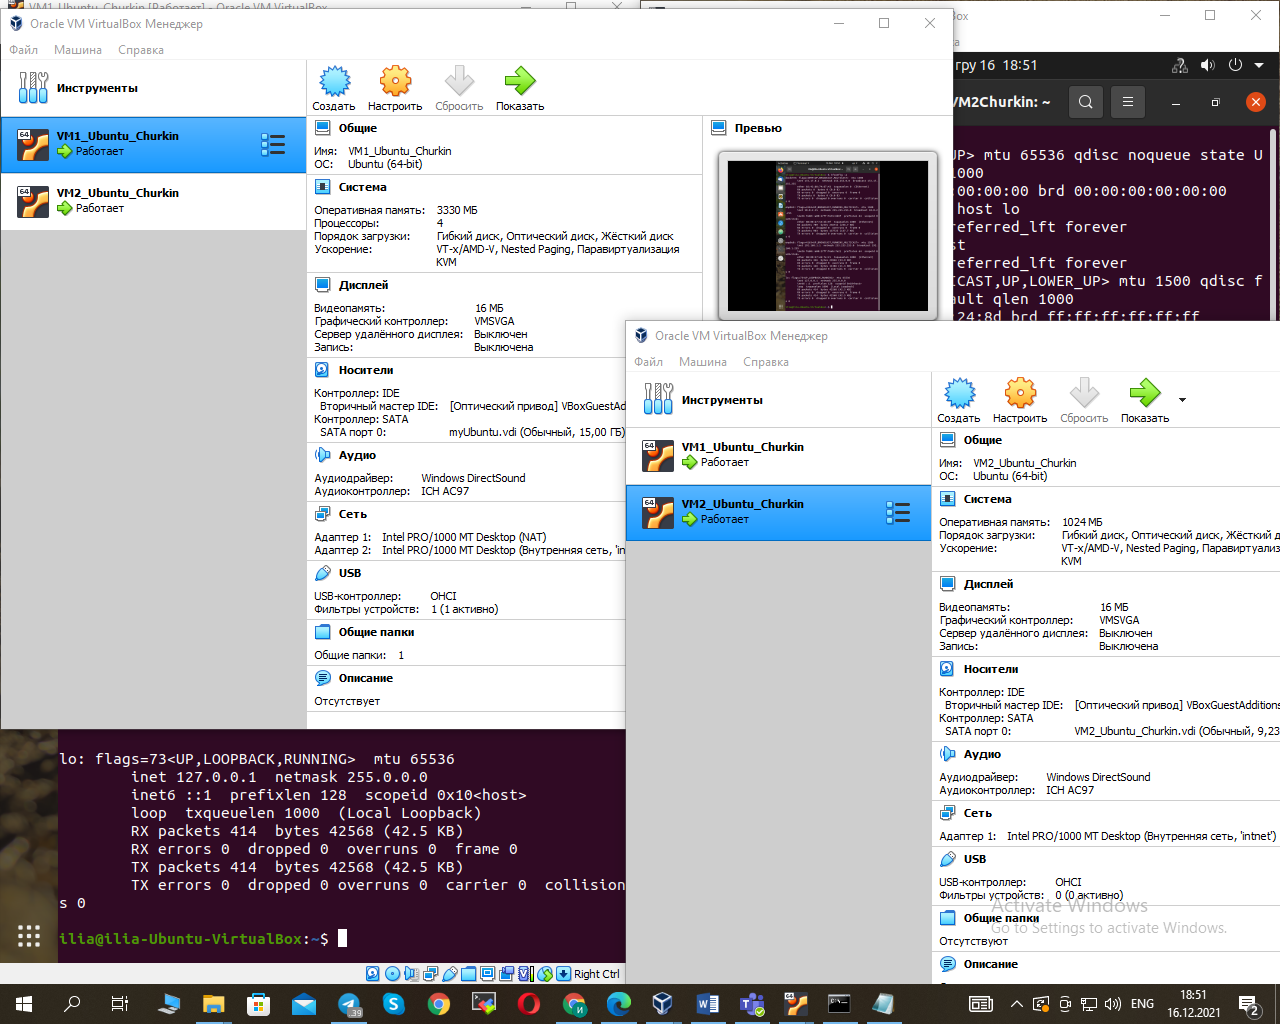 VM1_Ubuntu_Churkin [Работает] - Oracle VM VirtualBox
Oracle VM VirtualBox Менеджер
Файл Машина Справка
Инструменты
Создать Настроить Сбросить Показать
VM1_Ubuntu_Churkin
Работает
VM2_Ubuntu_Churkin
Работает
Общие
Имя: VM1_Ubuntu_Churkin
ОС: Ubuntu (64-bit)
Система
Оперативная память: 3330 МБ
Процессоры: 4
Порядок загрузки: Гибкий диск, Оптический диск, Жёсткий диск
Ускорение: VT-x/AMD-V, Nested Paging, Паравиртуализация
KVM
Дисплей
Видеопамять: 16 МБ
Графический контроллер: VMSVGA
Сервер удалённого дисплея: Выключен
Запись: Выключена
Носители
Контроллер: IDE
Вторичный мастер IDE: [Оптический привод] VBoxGuestAd
Контроллер: SATA
SATA порт 0: myUbuntu.vdi (Обычный, 15,00 ГБ)
Аудио
Аудиодрайвер: Windows DirectSound
Аудиоконтроллер: ICH AC97
Сеть
Адаптер 1: Intel PRO/1000 MT Desktop (NAT)
Адаптер 2: Intel PRO/1000 MT Desktop (Внутренняя сеть, 'in
USB
USB-контроллер: OHCI
Фильтры устройств: 1 (1 активно)
Общие папки
Общие папки: 1
Описание
Отсутствует
Превью
Box
ка
гру 16 18:51
VM2Churkin: ~
UP> mtu 65536 qdisc noqueue state U
1000
:00:00:00 brd 00:00:00:00:00:00
host lo
referred_lft forever
st
referred_lft forever
ICAST,UP,LOWER_UP> mtu 1500 qdisc f
ault qlen 1000
:24:8d brd ff:ff:ff:ff:ff:ff
Oracle VM VirtualBox Менеджер
Файл Машина Справка
Инструменты
Создать Настроить Сбросить Показать
VM1_Ubuntu_Churkin
Работает
VM2_Ubuntu_Churkin
Работает
Общие
Имя: VM2_Ubuntu_Churkin
ОС: Ubuntu (64-bit)
Система
Оперативная память: 1024 МБ
Порядок загрузки: Гибкий диск, Оптический диск, Жёсткий д
Ускорение: VT-x/AMD-V, Nested Paging, Паравиртуализ
KVM
Дисплей
Видеопамять: 16 МБ
Графический контроллер: VMSVGA
Сервер удалённого дисплея: Выключен
Запись: Выключена
Носители
Контроллер: IDE
Вторичный мастер IDE: [Оптический привод] VBoxGuestAdditions
Контроллер: SATA
SATA порт 0: VM2_Ubuntu_Churkin.vdi (Обычный, 9,23
Аудио
Аудиодрайвер: Windows DirectSound
Аудиоконтроллер: ICH AC97
Сеть
Адаптер 1: Intel PRO/1000 MT Desktop (Внутренняя сеть, 'intnet')
USB
USB-контроллер: OHCI
Фильтры устройств: 0 (0 активно)
Общие папки
Отсутствуют
Описание
Activate Windows
Go to Settings to activate Windows.
lo: flags=73<UP,LOOPBACK,RUNNING> mtu 65536
inet 127.0.0.1 netmask 255.0.0.0
inet6 ::1 prefixlen 128 scopeid 0x10<host>
loop txqueuelen 1000 (Local Loopback)
RX packets 414 bytes 42568 (42.5 KB)
RX errors 0 dropped 0 overruns 0 frame 0
TX packets 414 bytes 42568 (42.5 KB)
TX errors 0 dropped 0 overruns 0 carrier 0 collision
s 0
ilia@ilia-Ubuntu-VirtualBox:~$
Right Ctrl
ENG
18:51
16.12.2021